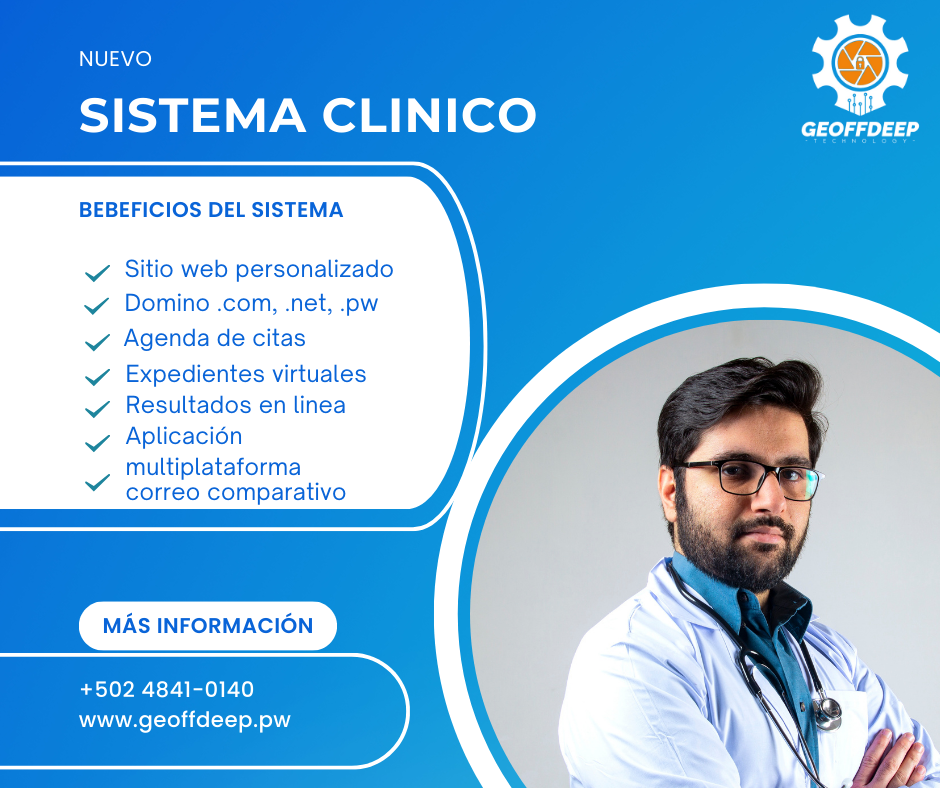 NUEVO
SISTEMA CLINICO
GEOFFDEEP
TECHNOLOGY
BEBEFICIOS DEL SISTEMA
Sitio web personalizado
Domino .com, .net, .pw
Agenda de citas
Expedientes virtuales
Resultados en linea
Aplicación
multiplataforma
correo comparativo
MÁS INFORMACIÓN
+502 4841-0140
www.geoffdeep.pw